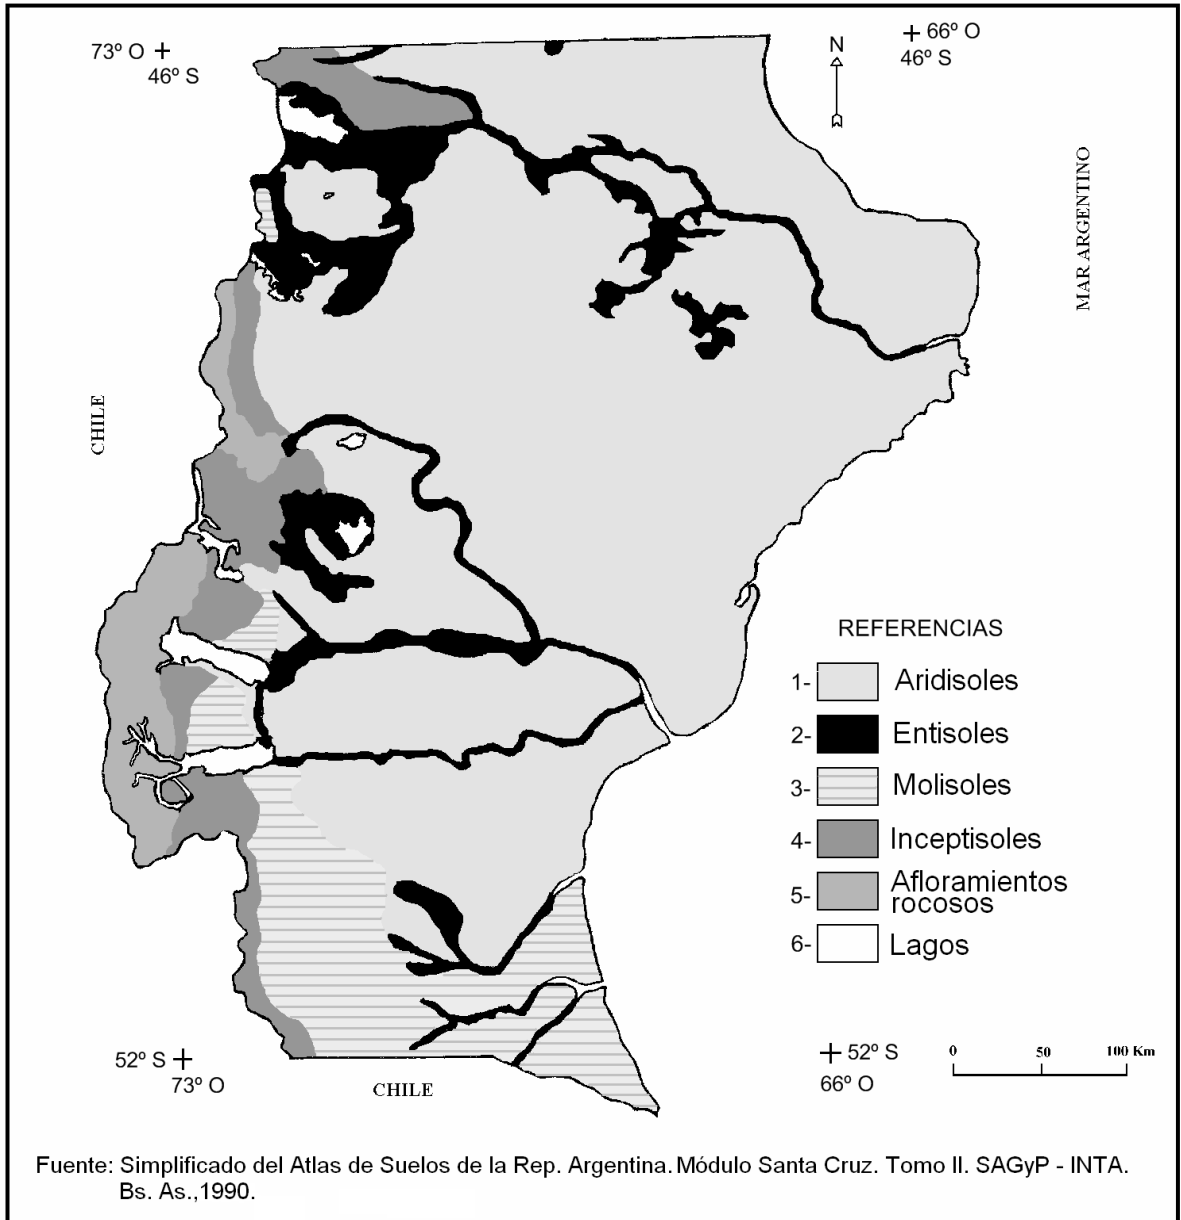 73º O
46º S
66º O
46º S
N
MAR ARGENTINO
CHILE
REFERENCIAS
1- Aridisoles
2- Entisoles
3- Molisoles
4- Inceptisoles
5- Afloramientos
rocosos
6- Lagos
52º S
73º O
CHILE
52º S
66º O
0 50 100 Km
Fuente: Simplificado del Atlas de Suelos de la Rep. Argentina. Módulo Santa Cruz. Tomo II. SAGyP - INTA.
Bs. As.,1990.